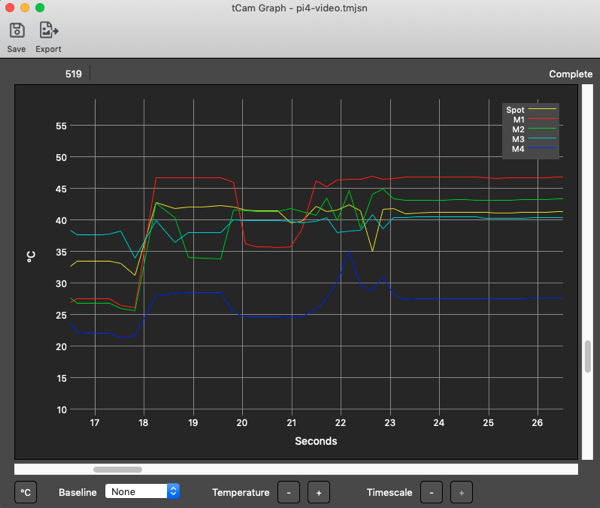 tCam Graph - pi4-video.tmjsn
Save
Export
519
Complete
Spot
M1
M2
M3
M4
55
50
45
40
35
30
25
20
15
10
°C
17 18 19 20 21 22 23 24 25 26
Seconds
°C Baseline None Temperature - + Timescale - +